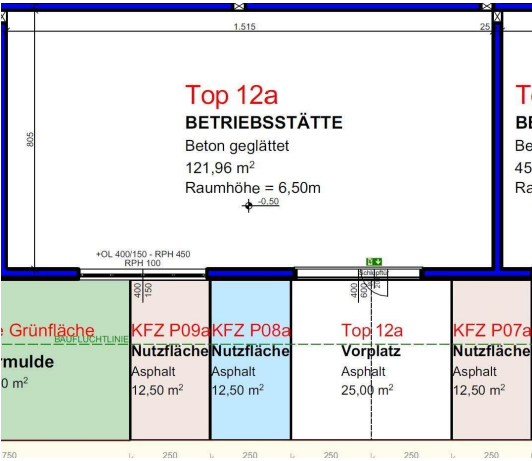 1.515
25
805
Top 12a
BETRIEBSSTÄTTE
Beton geglättet
121,96 m²
Raumhöhe = 6,50m
-0.50
T
BE
Be
45
Ra
+OL 400/150 - RPH 450
RPH 100
400
150
Schlupftür
400
600
e Grünfläche
BAUFLUCHTLINIE
rmulde
0 m²
KFZ P09a
Nutzfläche
Asphalt
12,50 m²
KFZ P08a
Nutzfläche
Asphalt
12,50 m²
Top 12a
Vorplatz
Asphalt
25,00 m²
KFZ P07a
Nutzfläche
Asphalt
12,50 m²
750
250
250
250
250
250